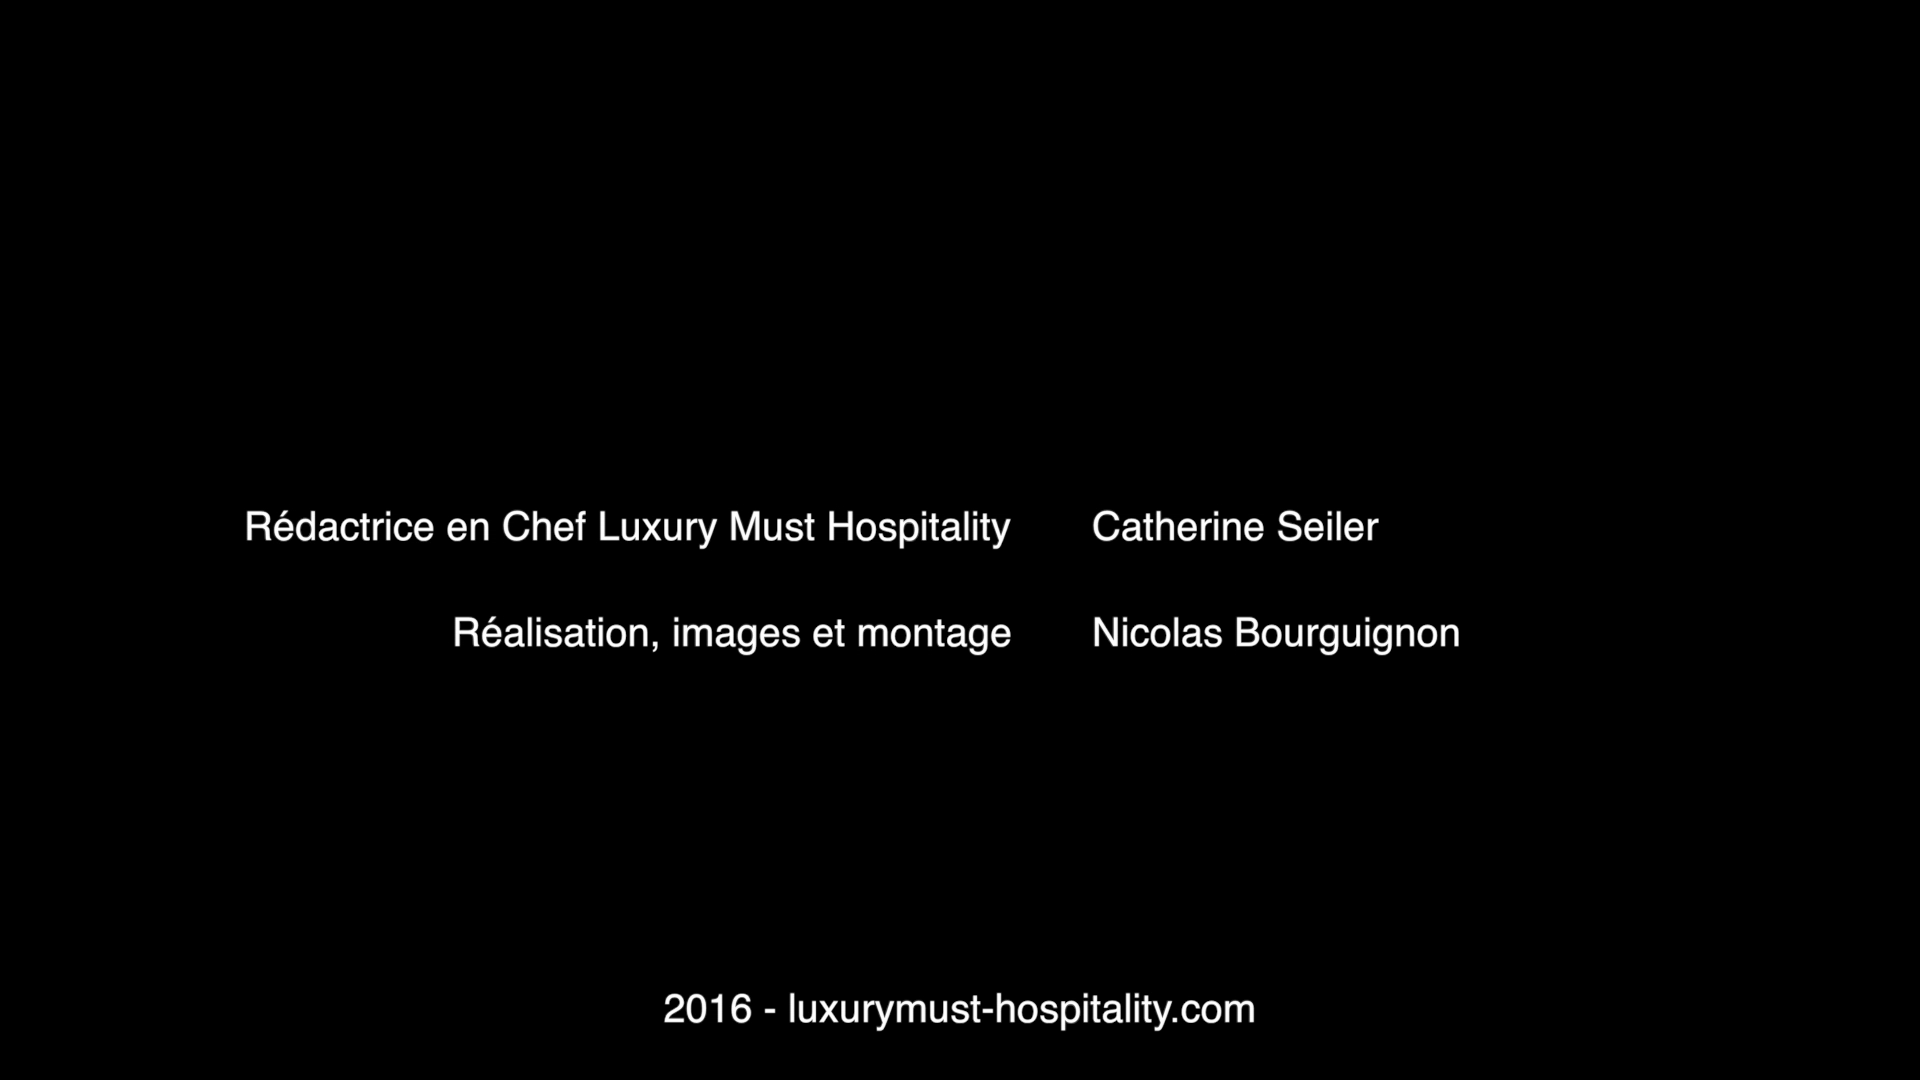 Rédactrice en Chef Luxury Must Hospitality Catherine Seiler
Réalisation, images et montage Nicolas Bourguignon
2016 - luxurymust-hospitality.com